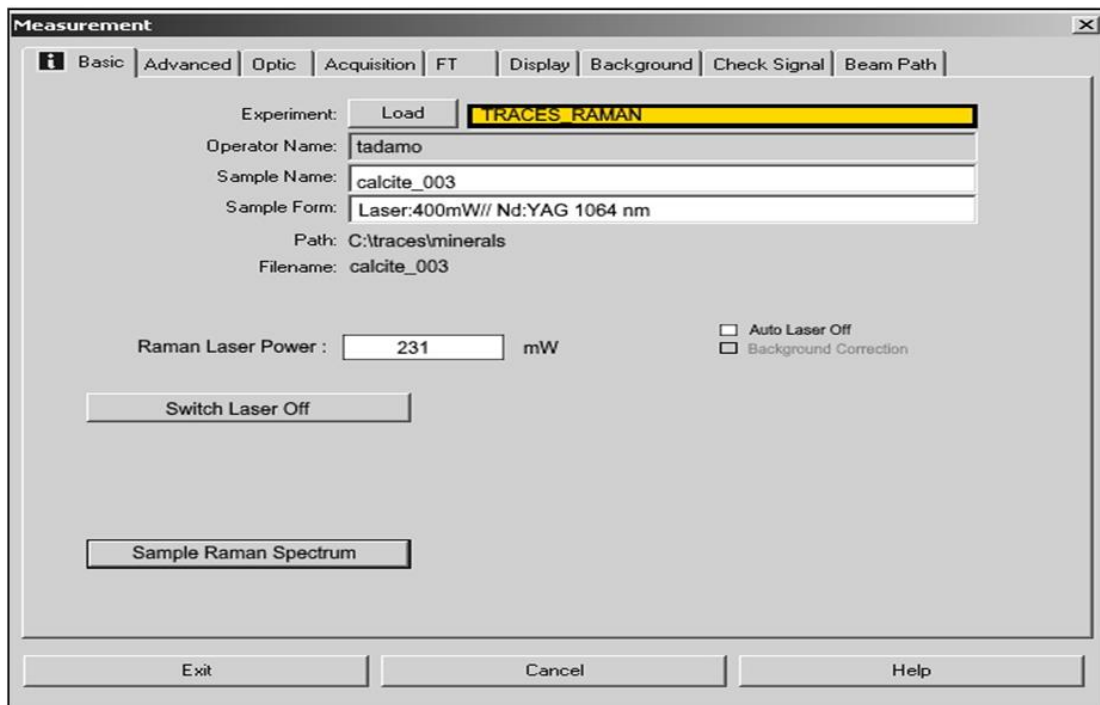 Measurement
i Basic Advanced Optic Acquisition FT Display Background Check Signal Beam Path
Experiment: Load TRACES_RAMAN
Operator Name: tadamo
Sample Name: calcite_003
Sample Form: Laser:400mW// Nd:YAG 1064 nm
Path: C:\traces\minerals
Filename: calcite_003
Auto Laser Off
Raman Laser Power : 231 mW
Background Correction
Switch Laser Off
Sample Raman Spectrum
Exit Cancel Help